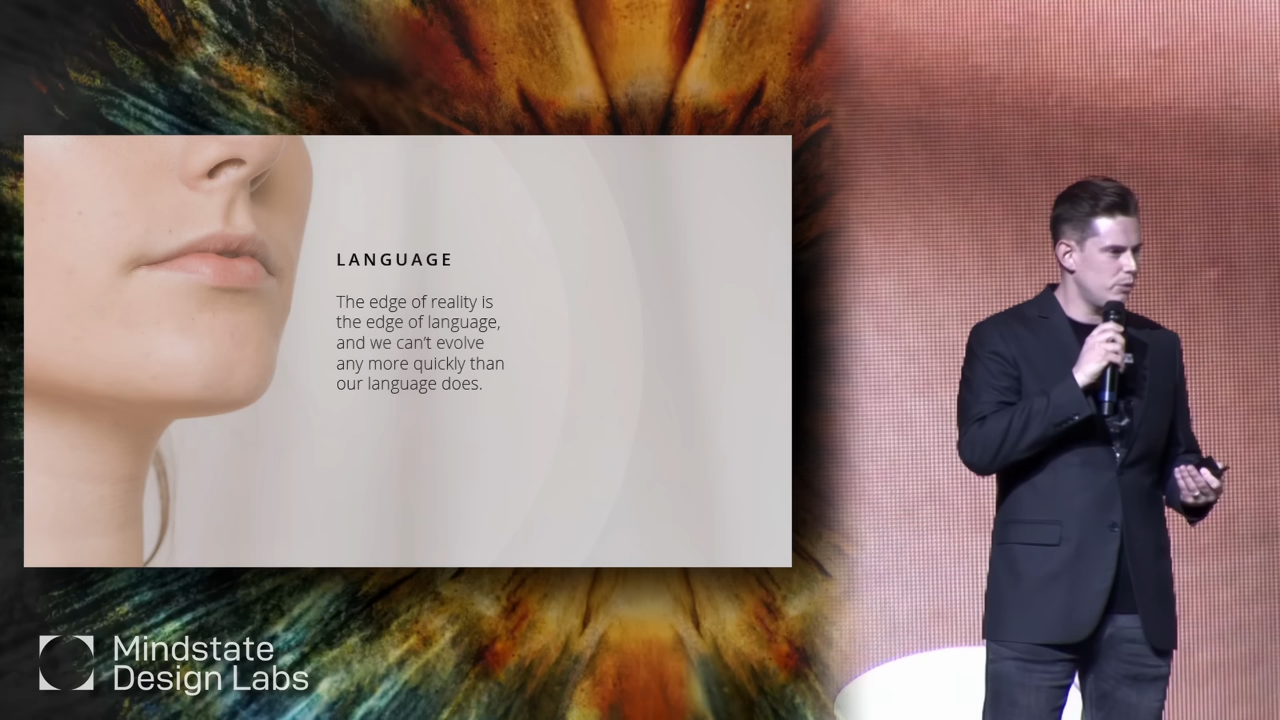 LANGUAGE
The edge of reality is
the edge of language,
and we can’t evolve
any more quickly than
our language does.
Mindstate
Design Labs